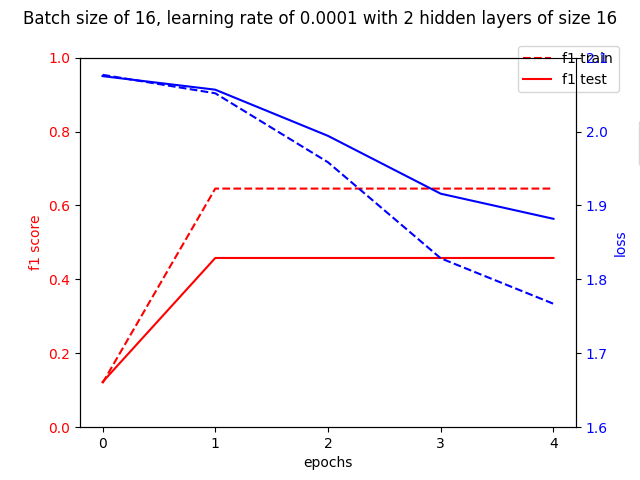 Batch size of 16, learning rate of 0.0001 with 2 hidden layers of size 16
f1 train
f1 test
1.0
0.8
0.6
0.4
0.2
0.0
f1 score
2.1
2.0
1.9
1.8
1.7
1.6
loss
0 1 2 3 4
epochs